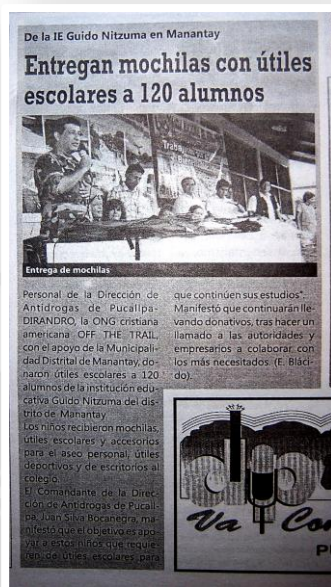 De la IE Guido Nitzuma en Manantay
Entregan mochilas con útiles
escolares a 120 alumnos
Traba
Entrega de mochilas
Personal de la Dirección de
Antidrogas de Pucallpa-
DIRANDRO, la ONG cristiana
americana OFF THE TRAIL,
con el apoyo de la Municipali-
dad Distrital de Manantay, do-
naron útiles escolares a 120
alumnos de la institución edu-
cativa Guido Nitzuma del dis-
trito de Manantay.
Los niños recibieron mochilas,
útiles escolares y accesorios
para el aseo personal, útiles
deportivos y de escritorios al
colegio.
El Comandante de la Direc-
ción de Antidrogas de Pucall-
pa, Juan Silva Bocanegra, ma-
nifestó que el objetivo es apo-
yar a estos niños que requie-
ren de útiles escolares para
que continúen sus estudios".
Manifestó que continuarán lle-
vando donativos, tras hacer un
llamado a las autoridades y
empresarios a colaborar con
los más necesitados. (E. Bláci-
do).
Va Co
P